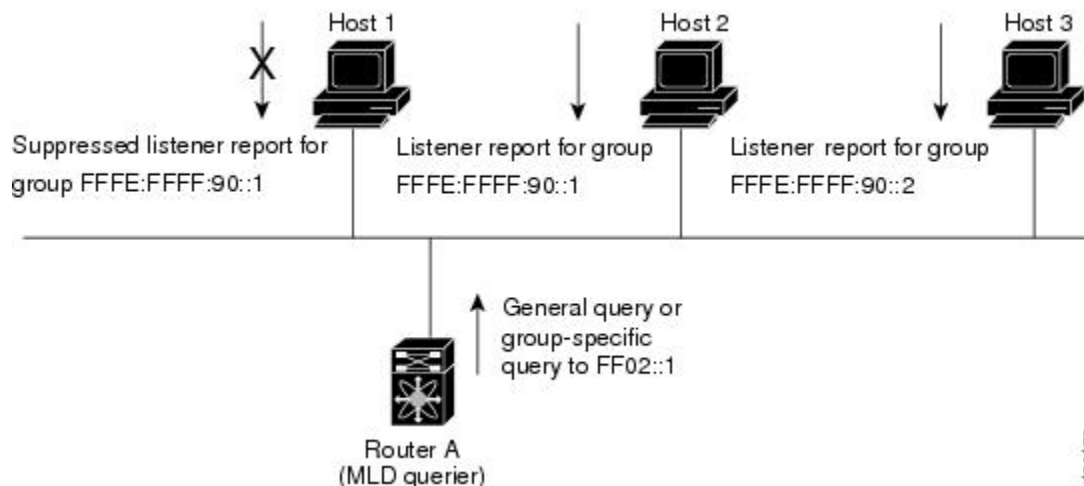 Host 1
Host 2
Host 3
X
Suppressed listener report for
group FFFE:FFFF:90::1
Listener report for group
FFFE:FFFF:90::1
Listener report for group
FFFE:FFFF:90::2
General query or
group-specific
query to FF02::1
Router A
(MLD querier)